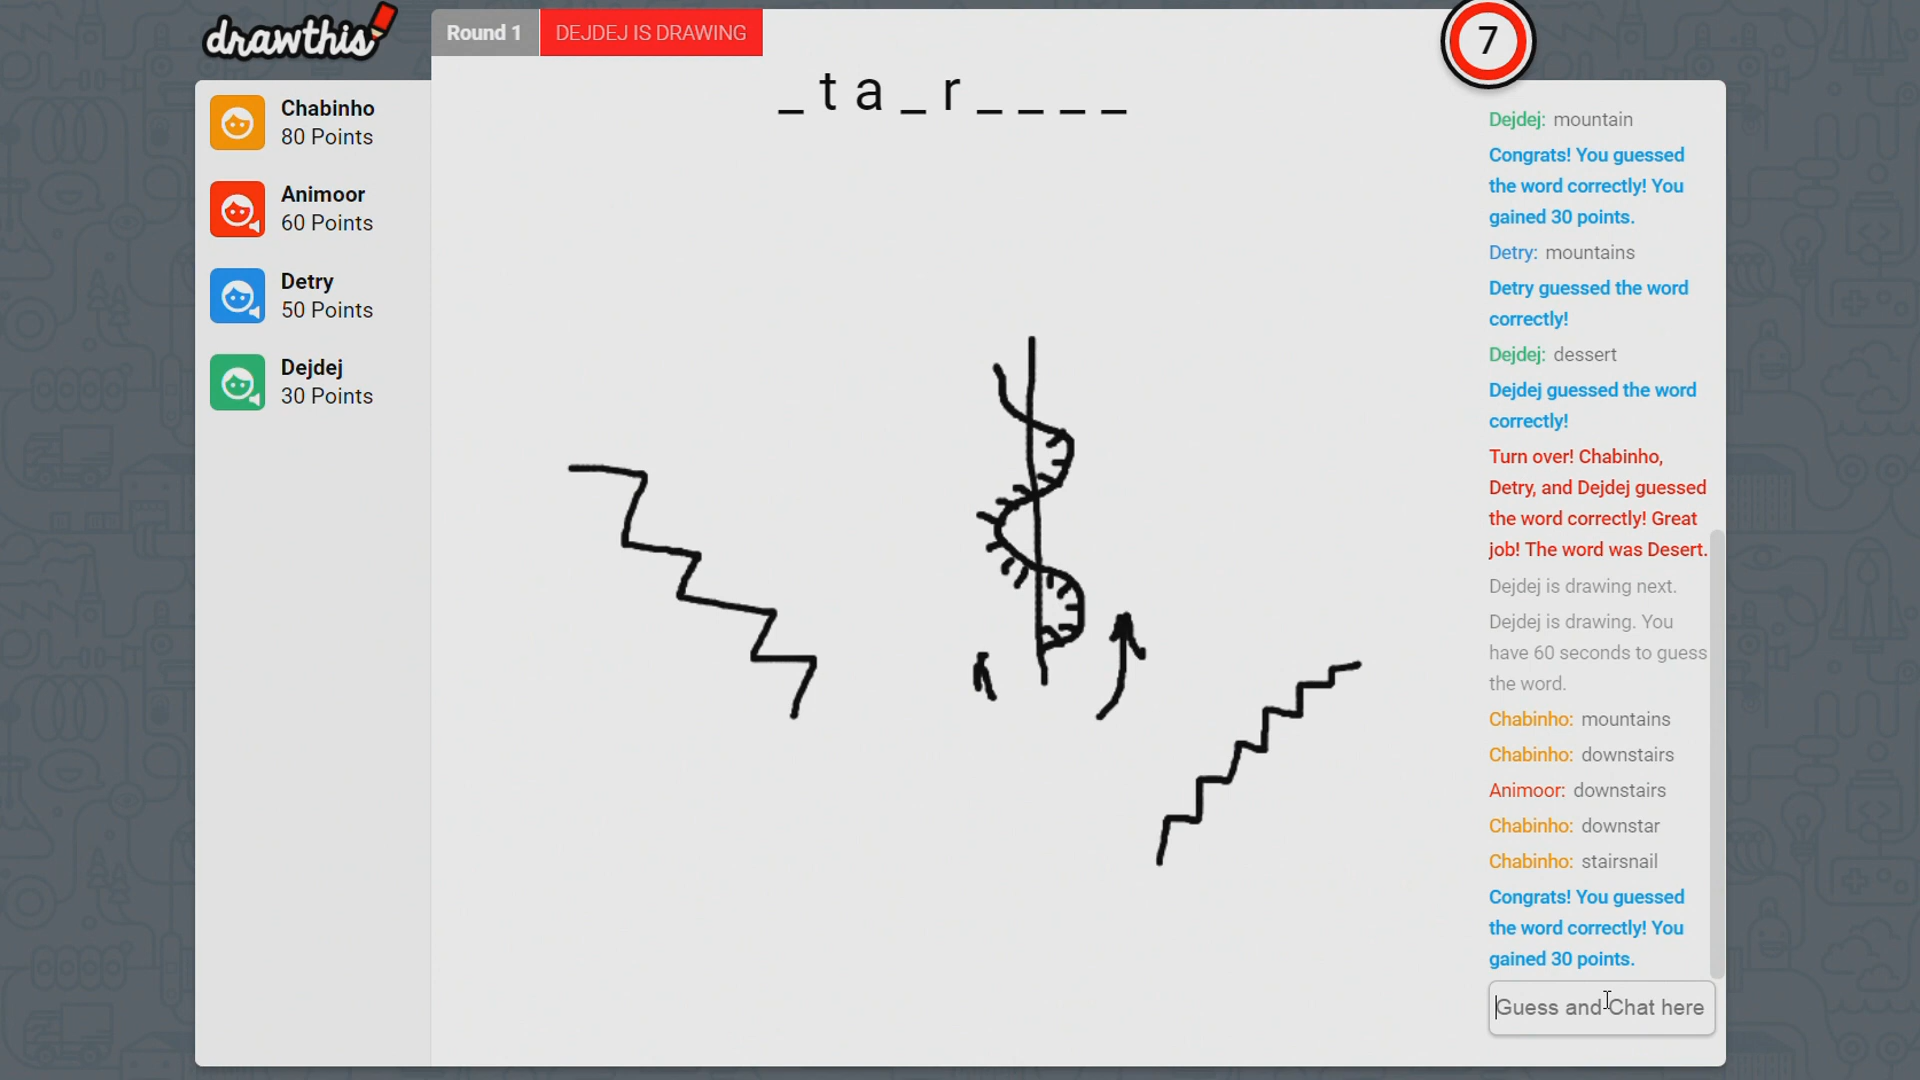 drawthis
Round 1
DEJDEJ IS DRAWING
7
_ t a _ r _ _ _ _
Chabinho
80 Points
Animoor
60 Points
Detry
50 Points
Dejdej
30 Points
Dejdej: mountain
Congrats! You guessed
the word correctly! You
gained 30 points.
Detry: mountains
Detry guessed the word
correctly!
Dejdej: dessert
Dejdej guessed the word
correctly!
Turn over! Chabinho,
Detry, and Dejdej guessed
the word correctly! Great
job! The word was Desert.
Dejdej is drawing next.
Dejdej is drawing. You
have 60 seconds to guess
the word.
Chabinho: mountains
Chabinho: downstairs
Animoor: downstairs
Chabinho: downstar
Chabinho: stairsnail
Congrats! You guessed
the word correctly! You
gained 30 points.
Guess and Chat here